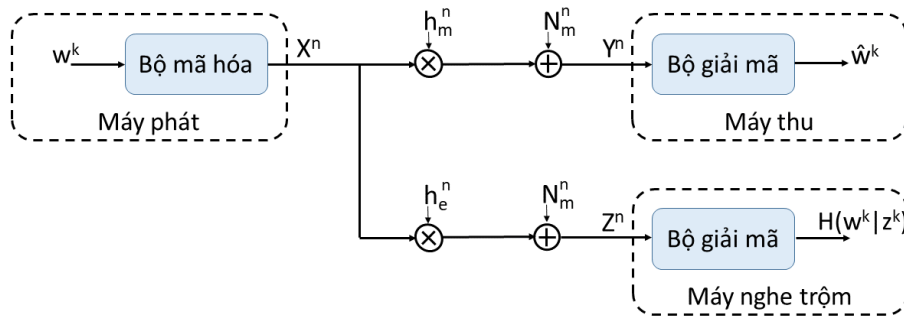 h_m^n N_m^n
w^k Bộ mã hóa X^n Y^n Bộ giải mã ŵ^k
Máy phát Máy thu
h_e^n N_m^n
Z^n Bộ giải mã H(w^k|z^k)
Máy nghe trộm